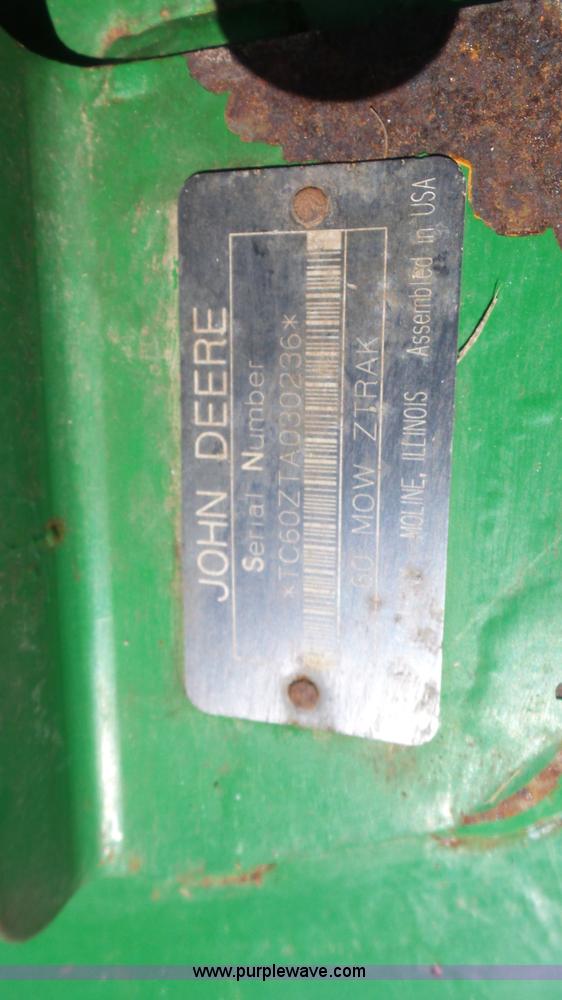 JOHN DEERE
Serial Number
*TC60ZTA030236*
60 MOW ZTRAK
MOLINE, ILLINOIS Assembled in USA
www.purplewave.com